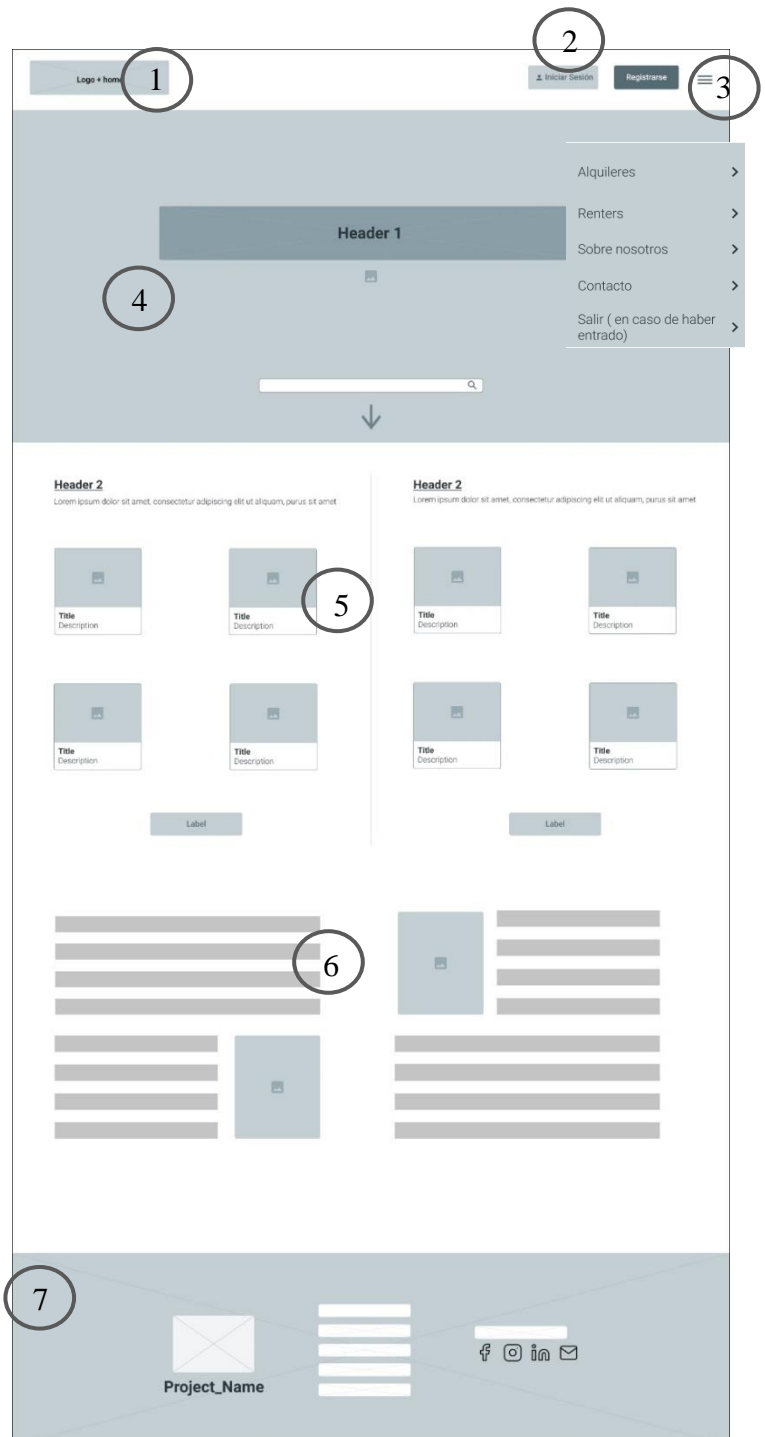 2
Logo + home
1
Iniciar Sesión
Registrarse
3
Alquileres
Renters
Sobre nosotros
Contacto
Salir ( en caso de haber
entrado)
Header 1
4
Header 2
Lorem ipsum dolor sit amet, consectetur adipiscing elit ut aliquam, purus sit amet
Header 2
Lorem ipsum dolor sit amet, consectetur adipiscing elit ut aliquam, purus sit amet
5
Title
Description
Title
Description
Title
Description
Title
Description
Title
Description
Title
Description
Title
Description
Title
Description
Label
Label
6
7
Project_Name